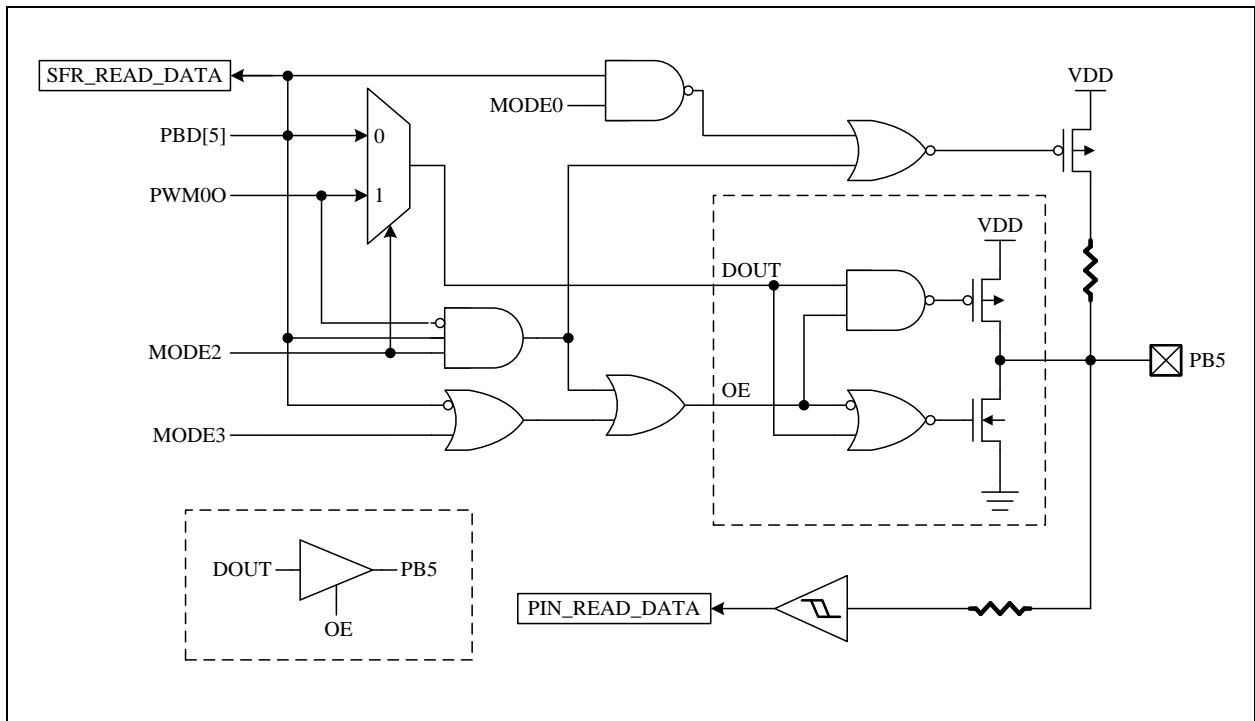 SFR_READ_DATA
VDD
MODE0
PBD[5]
0
PWM0O
1
VDD
DOUT
MODE2
PB5
OE
MODE3
DOUT
PB5
OE
PIN_READ_DATA